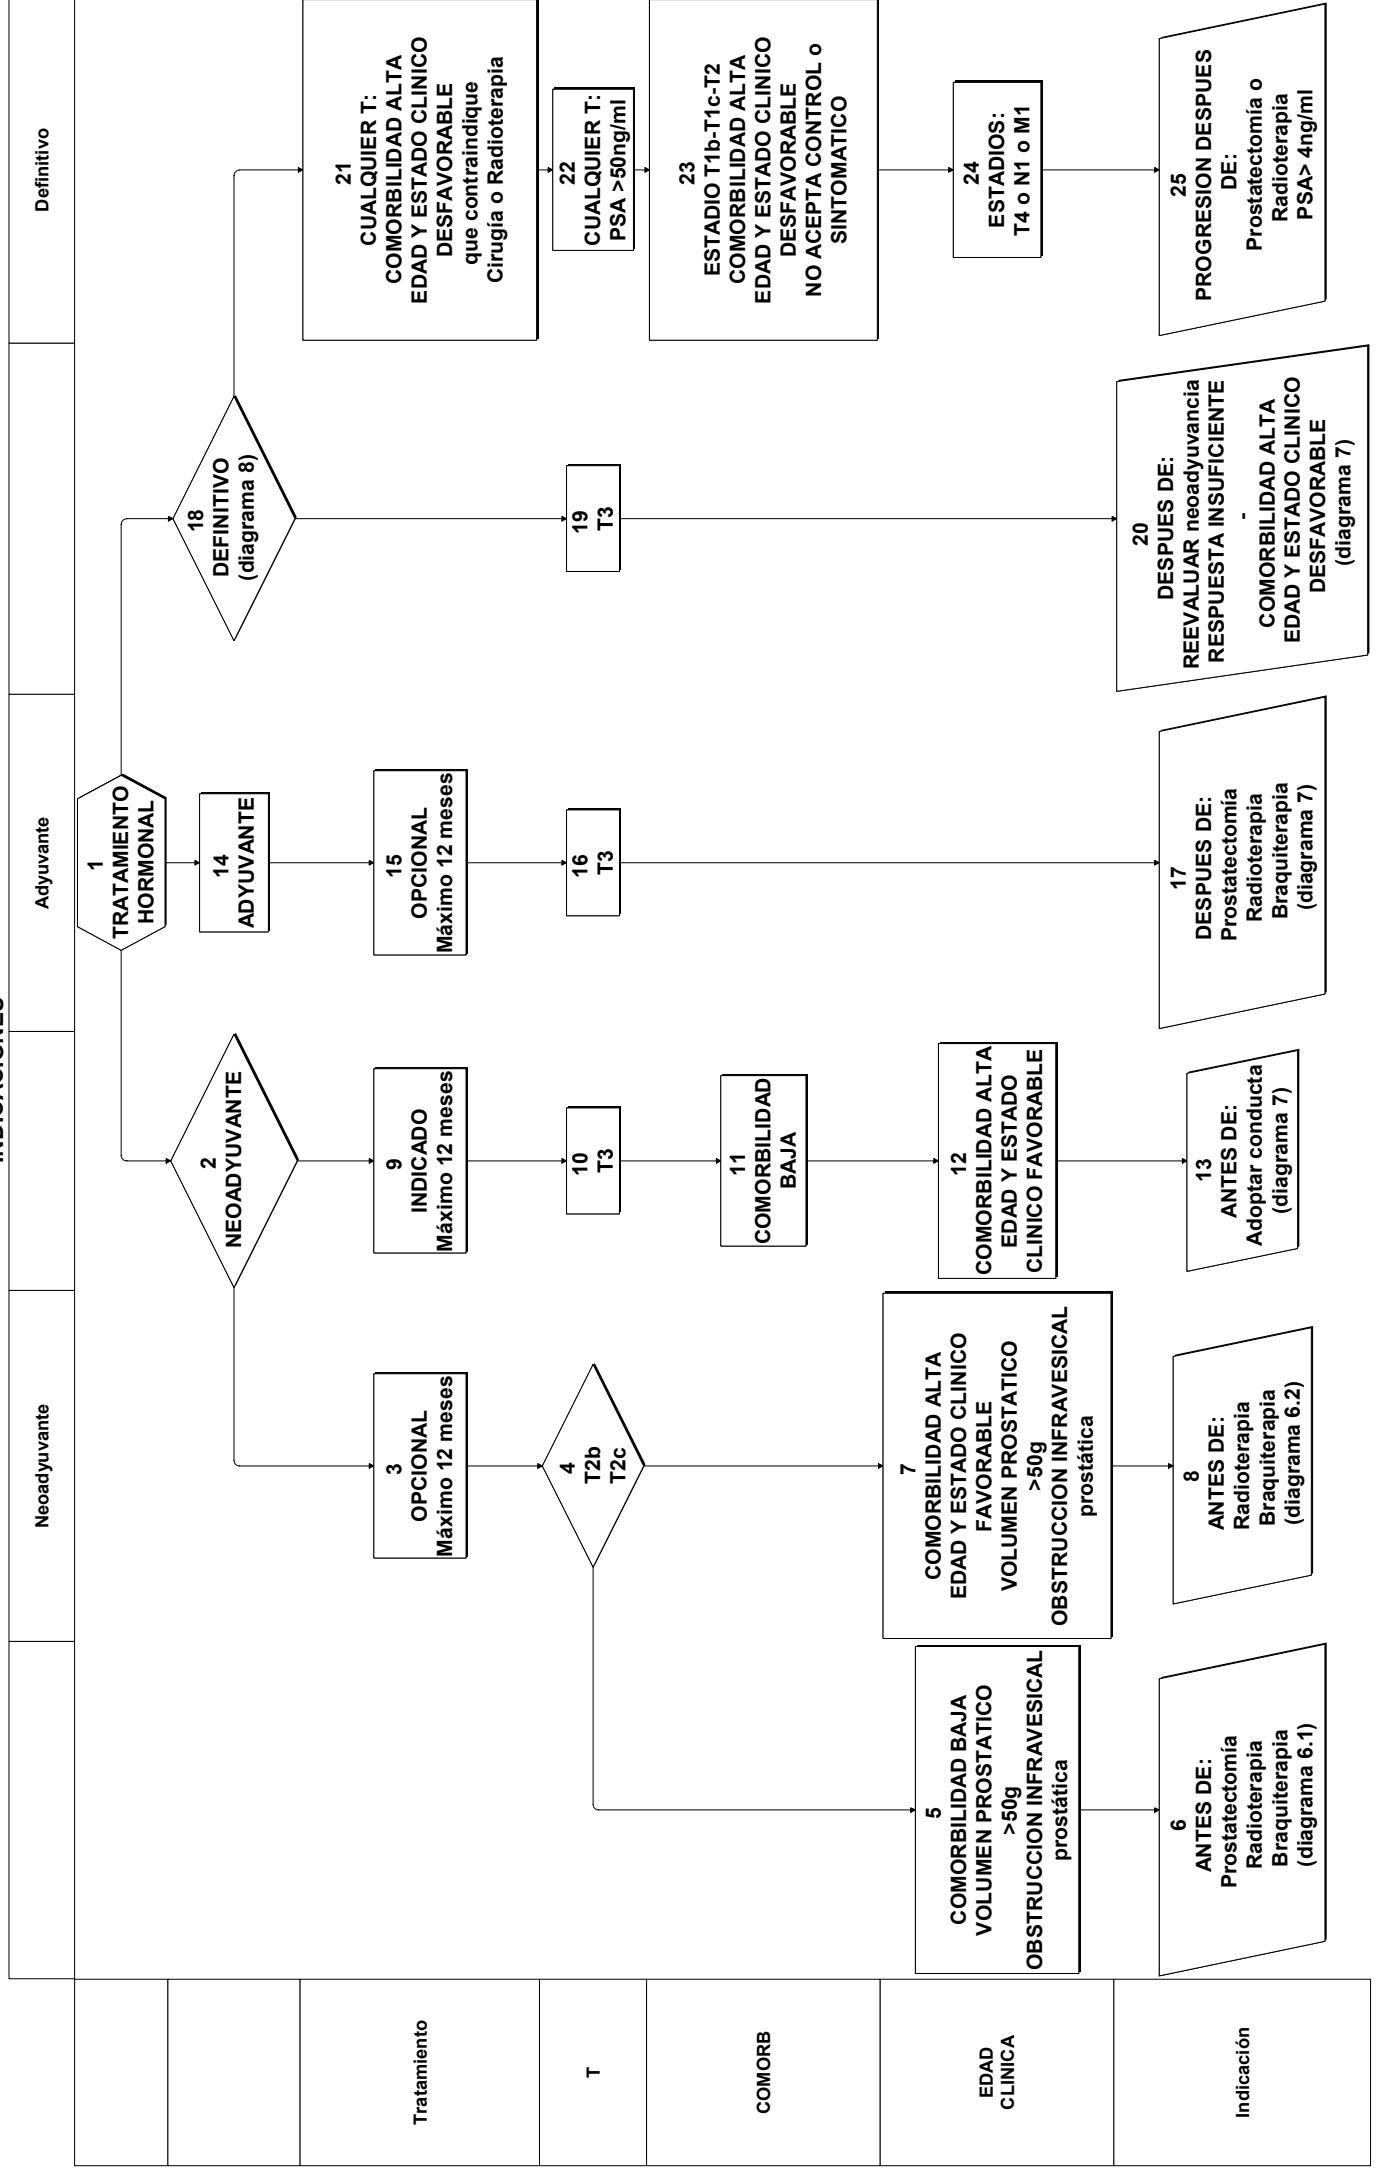 Neoadyuvante
Adyuvante
Definitivo
1
TRATAMIENTO
HORMONAL
2
NEOADYUVANTE
14
ADYUVANTE
18
DEFINITIVO
(diagrama 8)
Tratamiento
3
OPCIONAL
Máximo 12 meses
9
INDICADO
Máximo 12 meses
15
OPCIONAL
Máximo 12 meses
21
CUALQUIER T:
COMORBILIDAD ALTA
EDAD Y ESTADO CLINICO
DESFAVORABLE
que contraindique
Cirugía o Radioterapia
T
4
T2b
T2c
10
T3
16
T3
19
T3
22
CUALQUIER T:
PSA >50ng/ml
COMORB
11
COMORBILIDAD
BAJA
23
ESTADIO T1b-T1c-T2
COMORBILIDAD ALTA
EDAD Y ESTADO CLINICO
DESFAVORABLE
NO ACEPTA CONTROL o
SINTOMATICO
EDAD
CLINICA
5
COMORBILIDAD BAJA
VOLUMEN PROSTATICO
>50g
OBSTRUCCION INFRAVESICAL
prostática
7
COMORBILIDAD ALTA
EDAD Y ESTADO CLINICO
FAVORABLE
VOLUMEN PROSTATICO
>50g
OBSTRUCCION INFRAVESICAL
prostática
12
COMORBILIDAD ALTA
EDAD Y ESTADO
CLINICO FAVORABLE
24
ESTADIOS:
T4 o N1 o M1
Indicación
6
ANTES DE:
Prostatectomía
Radioterapia
Braquiterapia
(diagrama 6.1)
8
ANTES DE:
Radioterapia
Braquiterapia
(diagrama 6.2)
13
ANTES DE:
Adoptar conducta
(diagrama 7)
17
DESPUES DE:
Prostatectomía
Radioterapia
Braquiterapia
(diagrama 7)
20
DESPUES DE:
REEVALUAR neoadyuvancia
RESPUESTA INSUFICIENTE
-
COMORBILIDAD ALTA
EDAD Y ESTADO CLINICO
DESFAVORABLE
(diagrama 7)
25
PROGRESION DESPUES
DE:
Prostatectomía o
Radioterapia
PSA> 4ng/ml